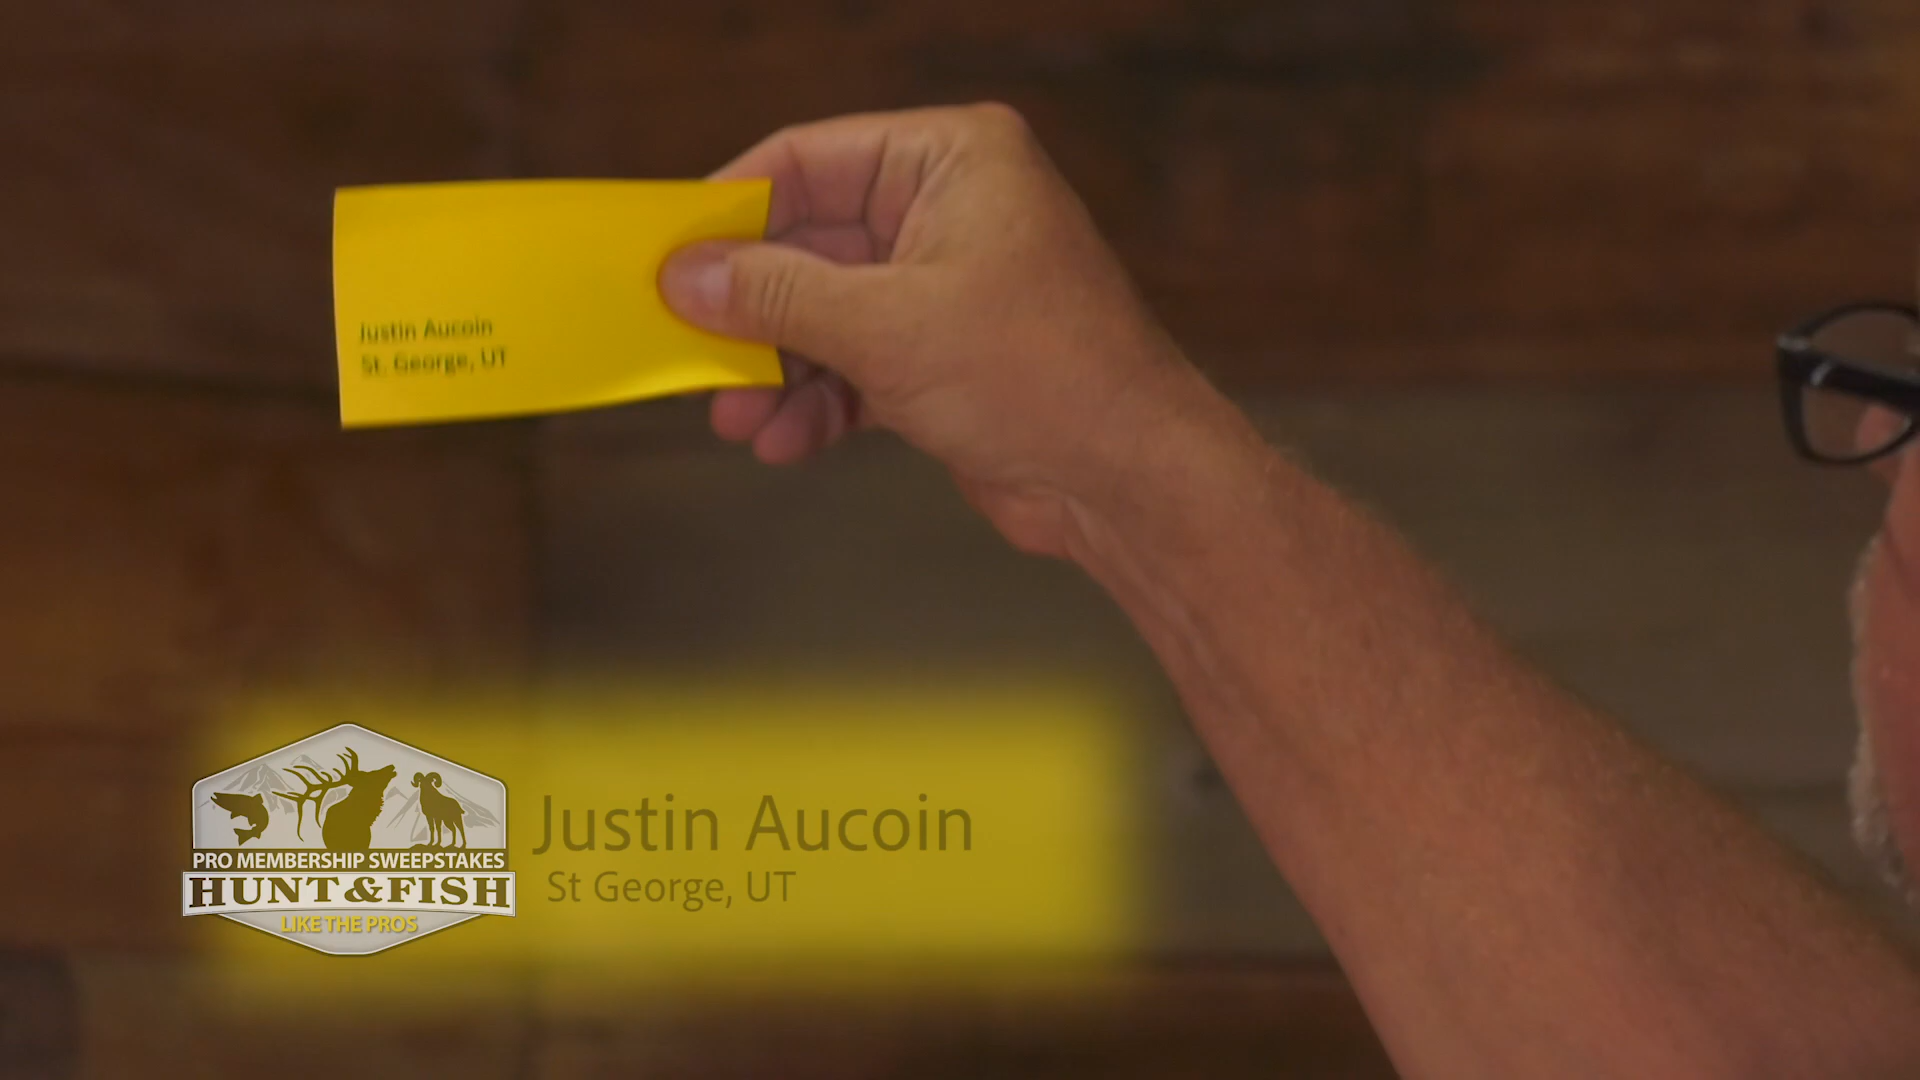 Justin Aucoin
St. George, UT
PRO MEMBERSHIP SWEEPSTAKES
HUNT&FISH
LIKE THE PROS
Justin Aucoin
St George, UT